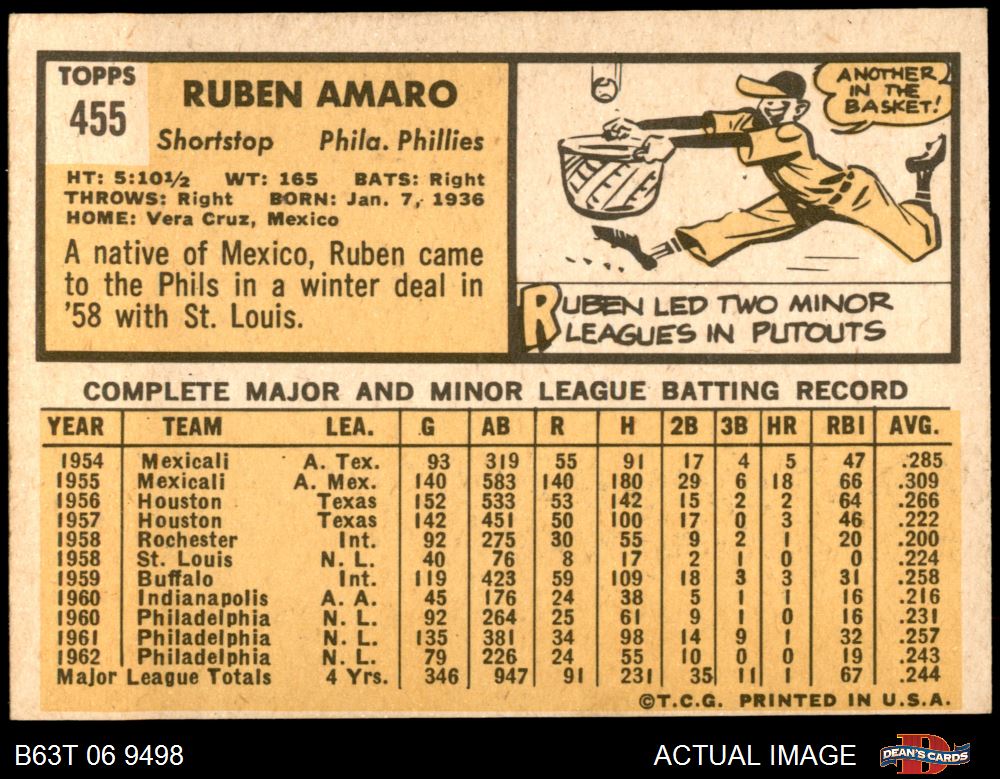 TOPPS
455
RUBEN AMARO
Shortstop Phila. Phillies
HT: 5:10½ WT: 165 BATS: Right
THROWS: Right BORN: Jan. 7, 1936
HOME: Vera Cruz, Mexico
A native of Mexico, Ruben came
to the Phils in a winter deal in
'58 with St. Louis.
ANOTHER
IN THE
BASKET!
RUBEN LED TWO MINOR
LEAGUES IN PUTOUTS
COMPLETE MAJOR AND MINOR LEAGUE BATTING RECORD
YEAR TEAM LEA. G AB R H 2B 3B HR RBI AVG.
1954 Mexicali A. Tex. 93 319 55 91 17 4 5 47 .285
1955 Mexicali A. Mex. 140 583 140 180 29 6 18 66 .309
1956 Houston Texas 152 533 53 142 15 2 2 64 .266
1957 Houston Texas 142 451 50 100 17 0 3 46 .222
1958 Rochester Int. 92 275 30 55 9 2 1 20 .200
1958 St. Louis N. L. 40 76 8 17 2 1 0 0 .224
1959 Buffalo Int. 119 423 59 109 18 3 3 31 .258
1960 Indianapolis A. A. 45 176 24 38 5 1 1 16 .216
1960 Philadelphia N. L. 92 264 25 61 9 1 0 16 .231
1961 Philadelphia N. L. 135 381 34 98 14 9 1 32 .257
1962 Philadelphia N. L. 79 226 24 55 10 0 0 19 .243
Major League Totals 4 Yrs. 346 947 91 231 35 11 1 67 .244
©T.C.G. PRINTED IN U.S.A.
B63T 06 9498 ACTUAL IMAGE DEAN'S CARDS